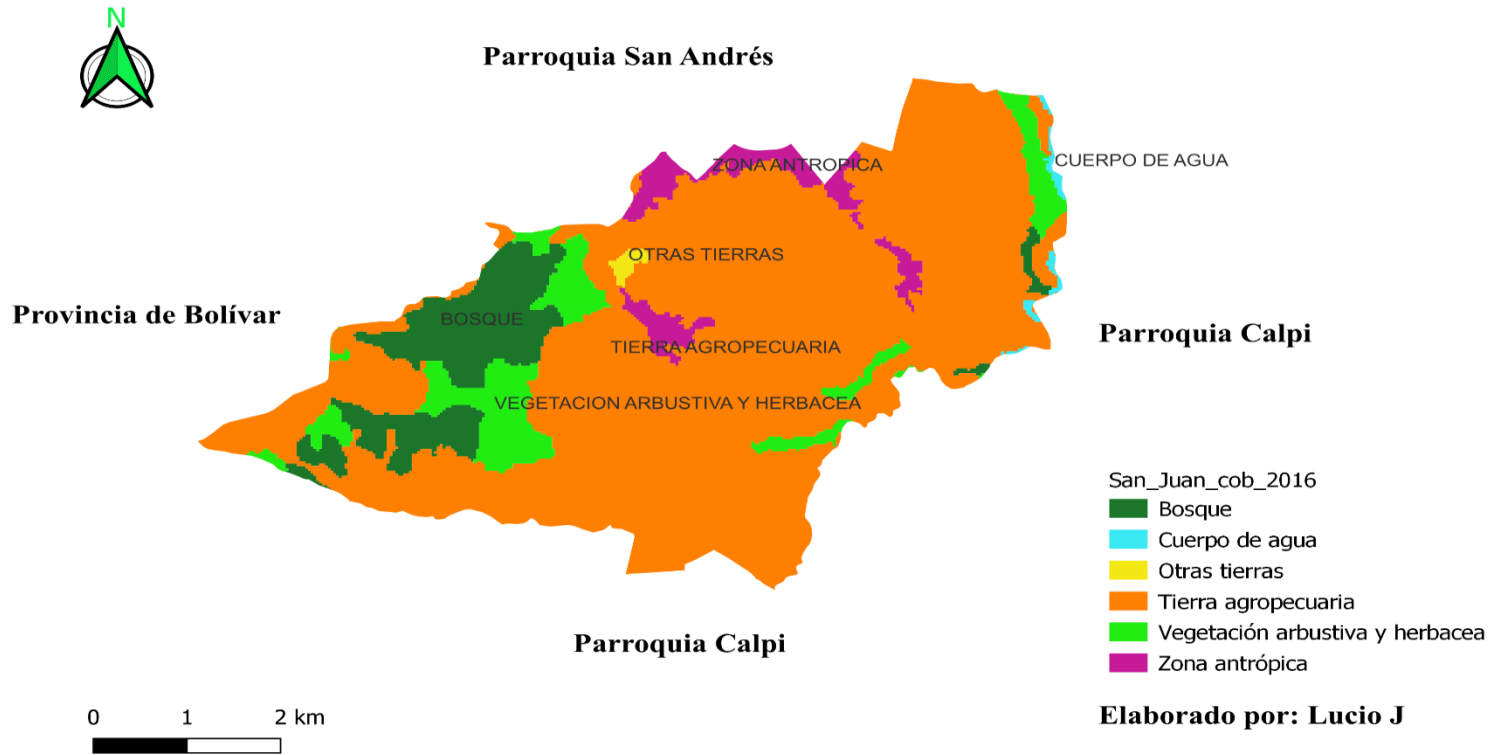 N
Parroquia San Andrés
ZONA ANTROPICA
CUERPO DE AGUA
OTRAS TIERRAS
Provincia de Bolívar
BOSQUE
Parroquia Calpi
TIERRA AGROPECUARIA
VEGETACION ARBUSTIVA Y HERBACEA
San_Juan_cob_2016
Bosque
Cuerpo de agua
Otras tierras
Tierra agropecuaria
Vegetación arbustiva y herbacea
Zona antrópica
Parroquia Calpi
Elaborado por: Lucio J
0 1 2 km